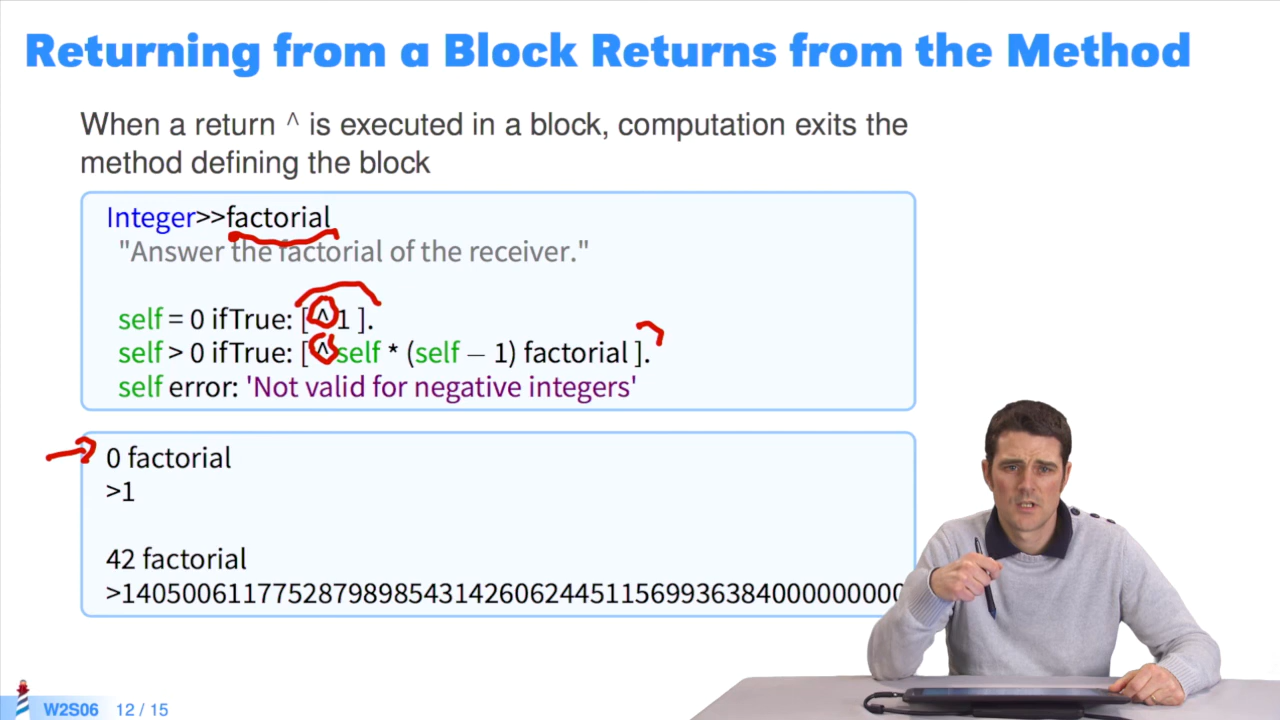 Returning from a Block Returns from the Method
When a return ^ is executed in a block, computation exits the
method defining the block
Integer>>factorial
"Answer the factorial of the receiver."
self = 0 ifTrue: [ ^ 1 ].
self > 0 ifTrue: [ ^ self * (self – 1) factorial ].
self error: 'Not valid for negative integers'
0 factorial
>1
42 factorial
>1405006117752879898543142606244511569936384000000000
W2S06 12 / 15